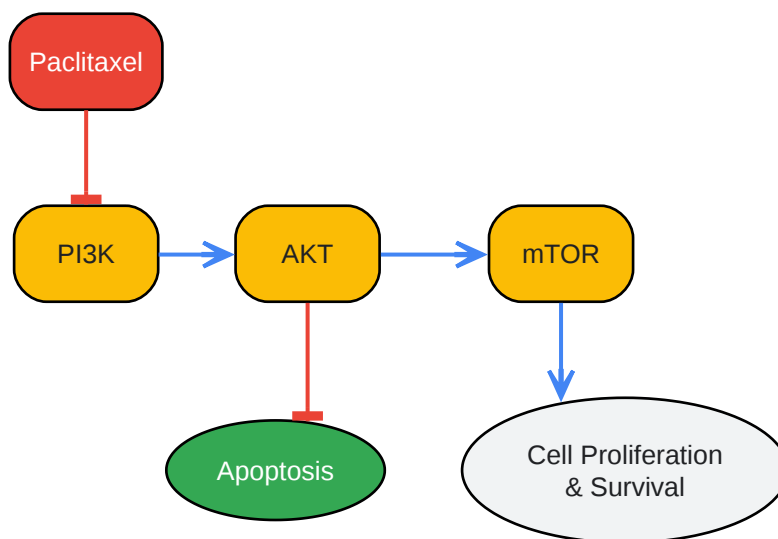 Paclitaxel
PI3K
AKT
mTOR
Apoptosis
Cell Proliferation
& Survival